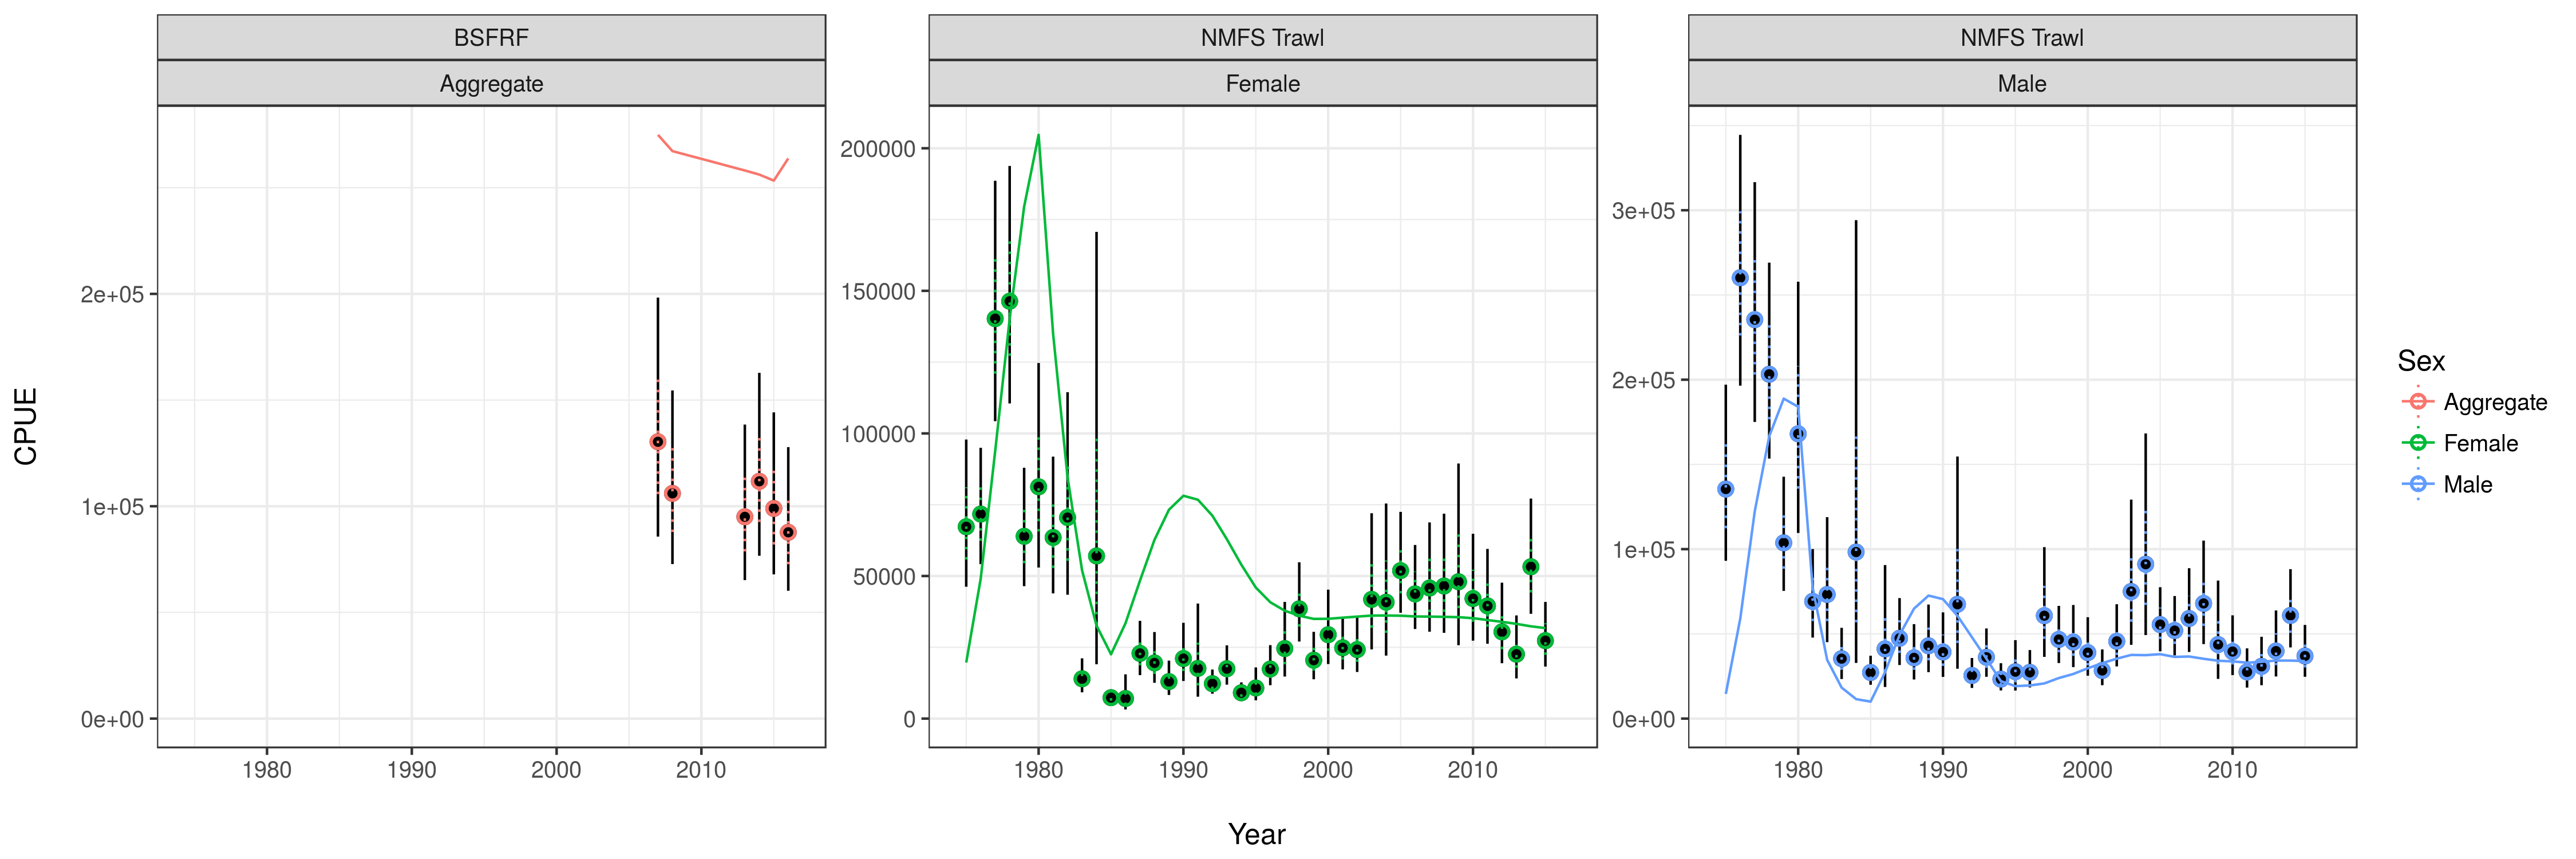 BSFRF
Aggregate
NMFS Trawl
Female
NMFS Trawl
Male
CPUE
2e+05
1e+05
0e+00
1980 1990 2000 2010
200000
150000
100000
50000
0
1980 1990 2000 2010
3e+05
2e+05
1e+05
0e+00
1980 1990 2000 2010
Year
Sex
Aggregate
Female
Male